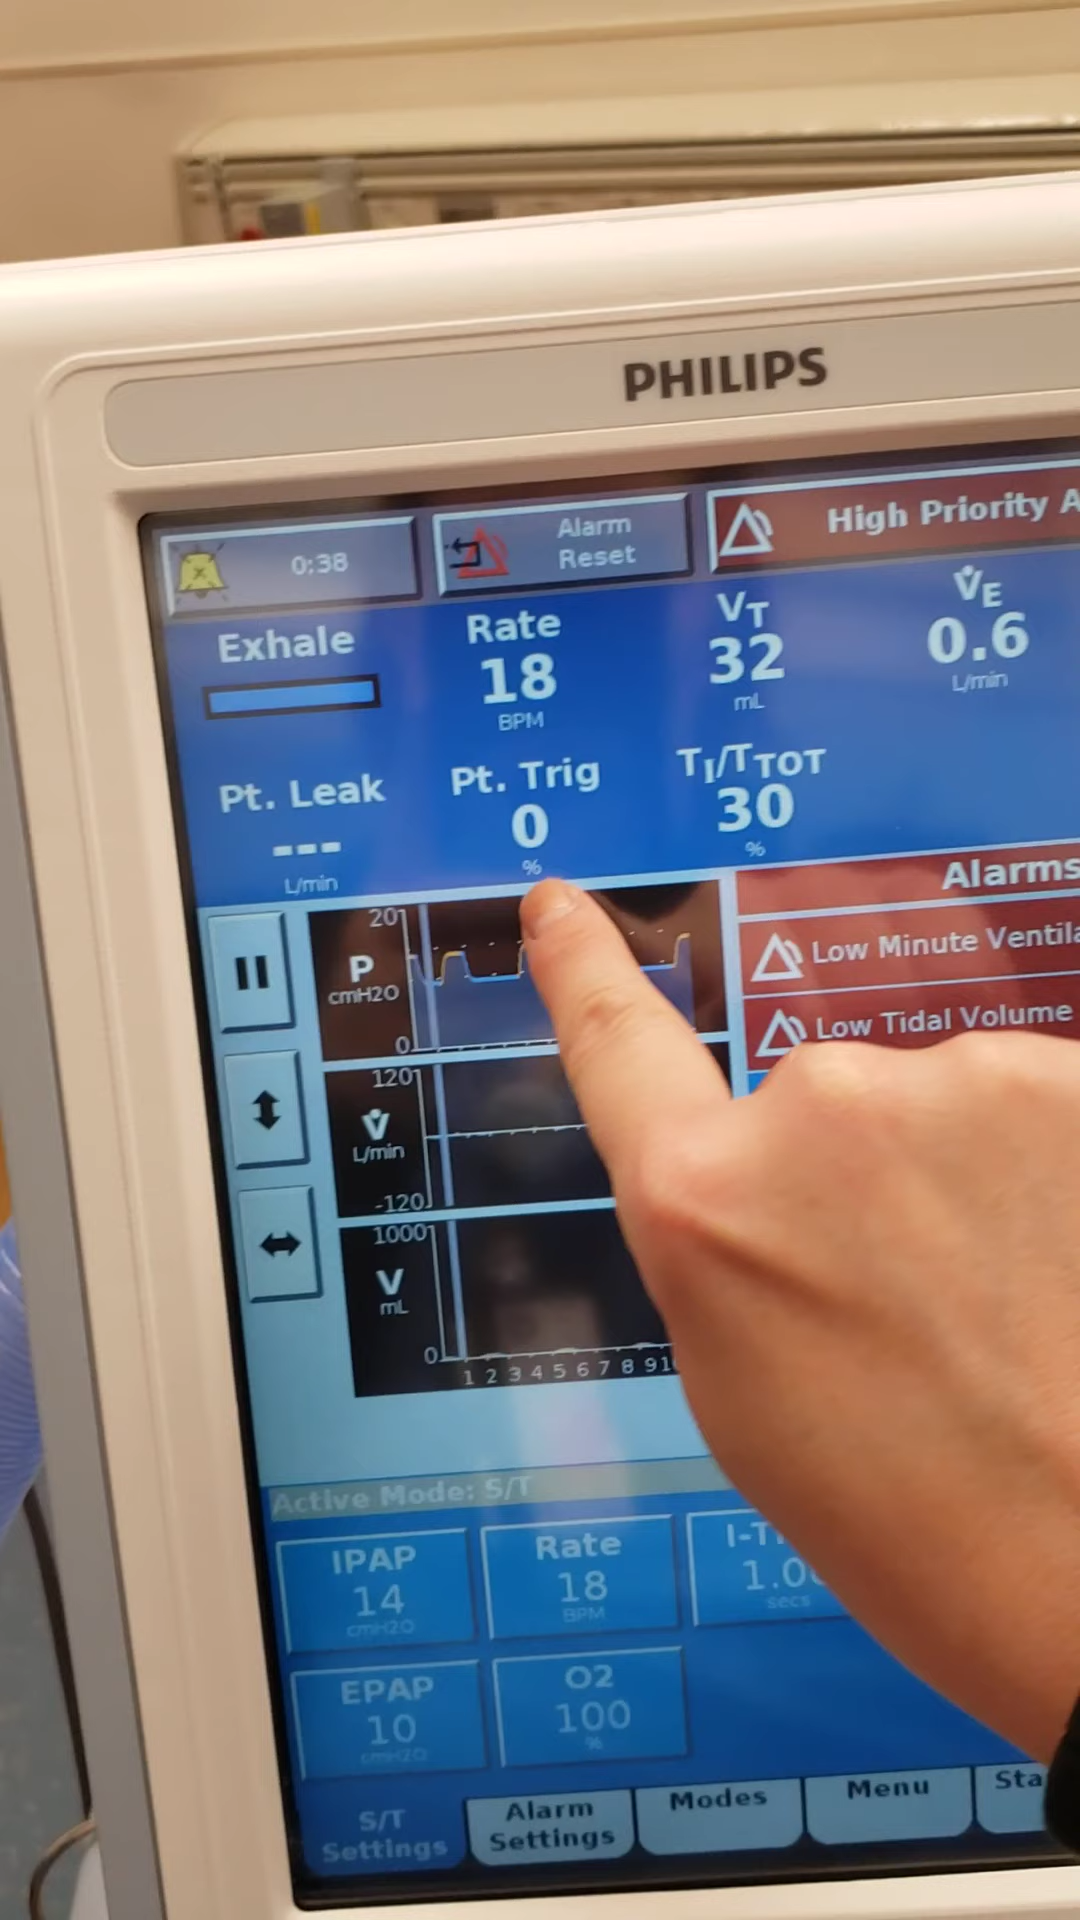 PHILIPS
0:38
Alarm
Reset
High Priority A
Exhale
Rate
18
BPM
VT
32
mL
V̇E
0.6
L/min
Pt. Leak
---
L/min
Pt. Trig
0
%
TI/TTOT
30
%
Alarms
Low Minute Ventila
Low Tidal Volume
20
P
cmH2O
0
120
V̇
L/min
-120
1000
V
mL
0
1 2 3 4 5 6 7 8 9
Active Mode: S/T
IPAP
14
cmH2O
Rate
18
BPM
I-T
1.0
secs
EPAP
10
cmH2O
O2
100
%
S/T
Settings
Alarm
Settings
Modes
Menu
Sta